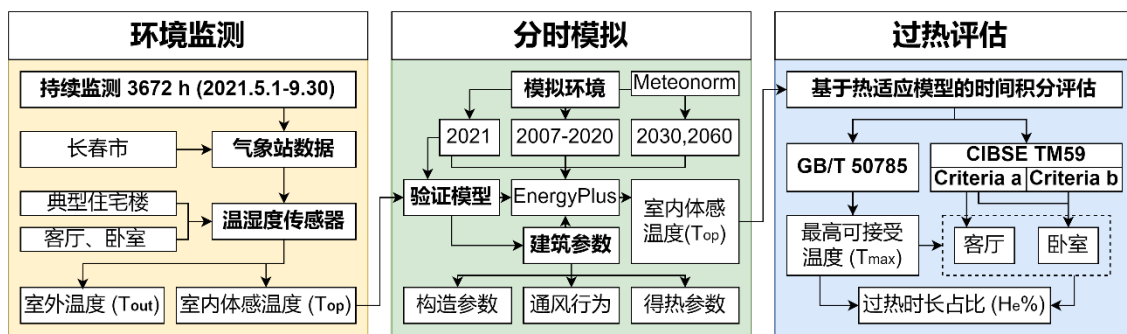 环境监测
持续监测 3672 h (2021.5.1-9.30)
长春市
气象站数据
典型住宅楼
客厅、卧室
温湿度传感器
室外温度 (Tout)
室内体感温度 (Top)
分时模拟
模拟环境
Meteonorm
2021
2007-2020
2030,2060
验证模型
EnergyPlus
建筑参数
室内体感
温度(Top)
构造参数
通风行为
得热参数
过热评估
基于热适应模型的时间积分评估
GB/T 50785
CIBSE TM59
Criteria a
Criteria b
最高可接受
温度 (Tmax)
客厅
卧室
过热时长占比 (He%)